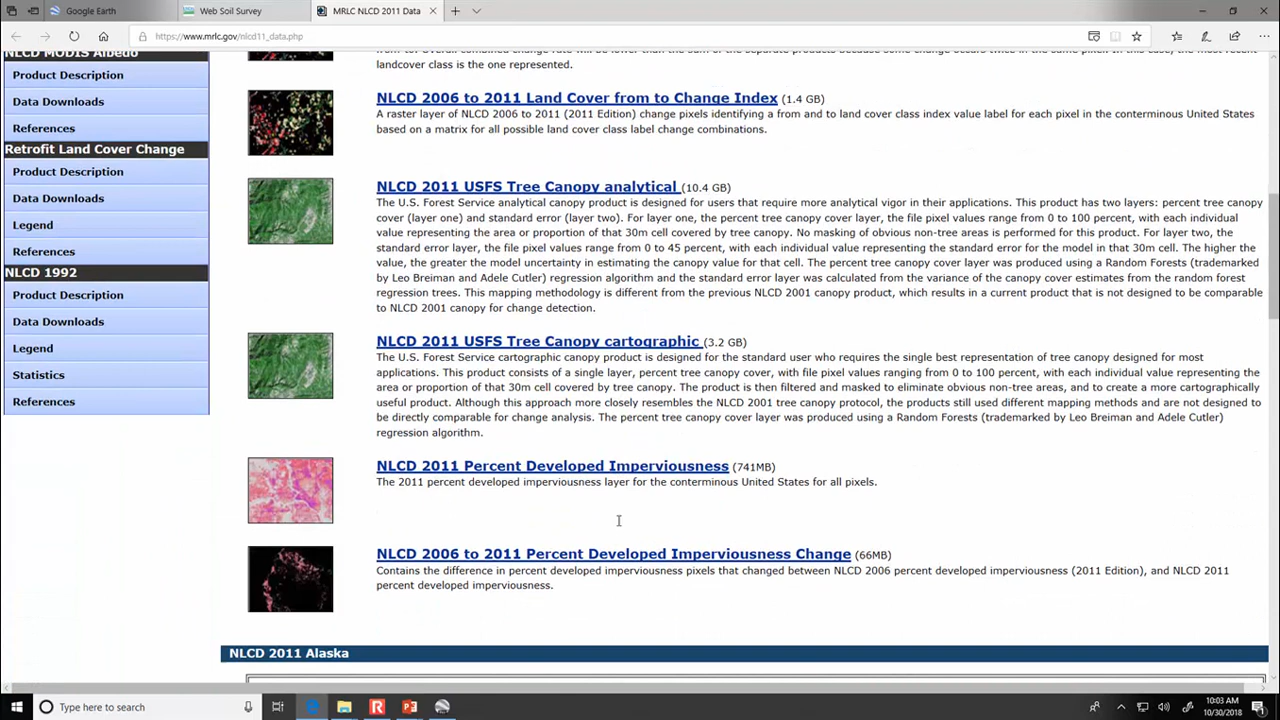 Google Earth
Web Soil Survey
MRLC NLCD 2011 Data
https://www.mrlc.gov/nlcd11_data.php
NLCD MODIS Albedo
Product Description
Data Downloads
References
Retrofit Land Cover Change
Product Description
Data Downloads
Legend
References
NLCD 1992
Product Description
Data Downloads
Legend
Statistics
References
landcover class is the one represented.
NLCD 2006 to 2011 Land Cover from to Change Index (1.4 GB)
A raster layer of NLCD 2006 to 2011 (2011 Edition) change pixels identifying a from and to land cover class index value label for each pixel in the conterminous United States
based on a matrix for all possible land cover class label change combinations.
NLCD 2011 USFS Tree Canopy analytical (10.4 GB)
The U.S. Forest Service analytical canopy product is designed for users that require more analytical vigor in their applications. This product has two layers: percent tree canopy
cover (layer one) and standard error (layer two). For layer one, the percent tree canopy cover layer, the file pixel values range from 0 to 100 percent, with each individual
value representing the area or proportion of that 30m cell covered by tree canopy. No masking of obvious non-tree areas is performed for this product. For layer two, the
standard error layer, the file pixel values range from 0 to 45 percent, with each individual value representing the standard error for the model in that 30m cell. The higher the
value, the greater the model uncertainty in estimating the canopy value for that cell. The percent tree canopy cover layer was produced using a Random Forests (trademarked
by Leo Breiman and Adele Cutler) regression algorithm and the standard error layer was calculated from the variance of the canopy cover estimates from the random forest
regression trees. This mapping methodology is different from the previous NLCD 2001 canopy product, which results in a current product that is not designed to be comparable
to NLCD 2001 canopy for change detection.
NLCD 2011 USFS Tree Canopy cartographic (3.2 GB)
The U.S. Forest Service cartographic canopy product is designed for the standard user who requires the single best representation of tree canopy designed for most
applications. This product consists of a single layer, percent tree canopy cover, with file pixel values ranging from 0 to 100 percent, with each individual value representing the
area or proportion of that 30m cell covered by tree canopy. The product is then filtered and masked to eliminate obvious non-tree areas, and to create a more cartographically
useful product. Although this approach more closely resembles the NLCD 2001 tree canopy protocol, the products still used different mapping methods and are not designed to
be directly comparable for change analysis. The percent tree canopy cover layer was produced using a Random Forests (trademarked by Leo Breiman and Adele Cutler)
regression algorithm.
NLCD 2011 Percent Developed Imperviousness (741MB)
The 2011 percent developed imperviousness layer for the conterminous United States for all pixels.
NLCD 2006 to 2011 Percent Developed Imperviousness Change (66MB)
Contains the difference in percent developed imperviousness pixels that changed between NLCD 2006 percent developed imperviousness (2011 Edition), and NLCD 2011
percent developed imperviousness.
NLCD 2011 Alaska
Type here to search
10:03 AM
10/30/2018